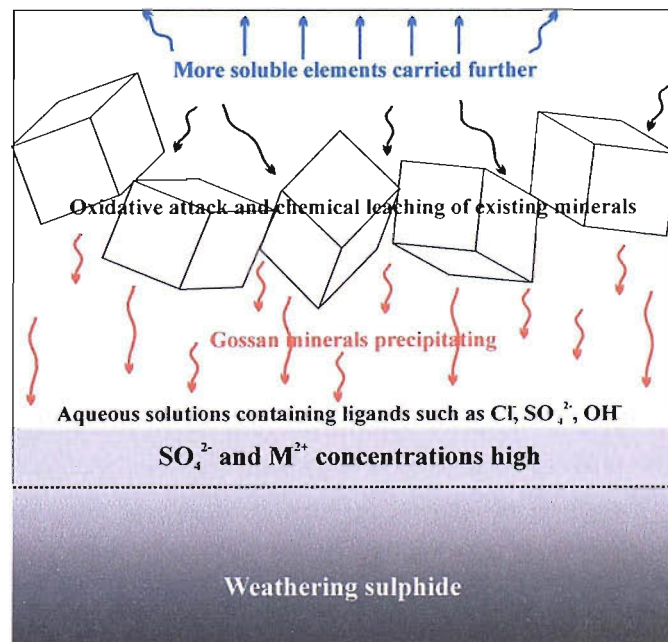 More soluble elements carried further
Oxidative attack and chemical leaching of existing minerals
Gossan minerals precipitating
Aqueous solutions containing ligands such as Cl⁻, SO₄²⁻, OH⁻
SO₄²⁻ and M²⁺ concentrations high
Weathering sulphide